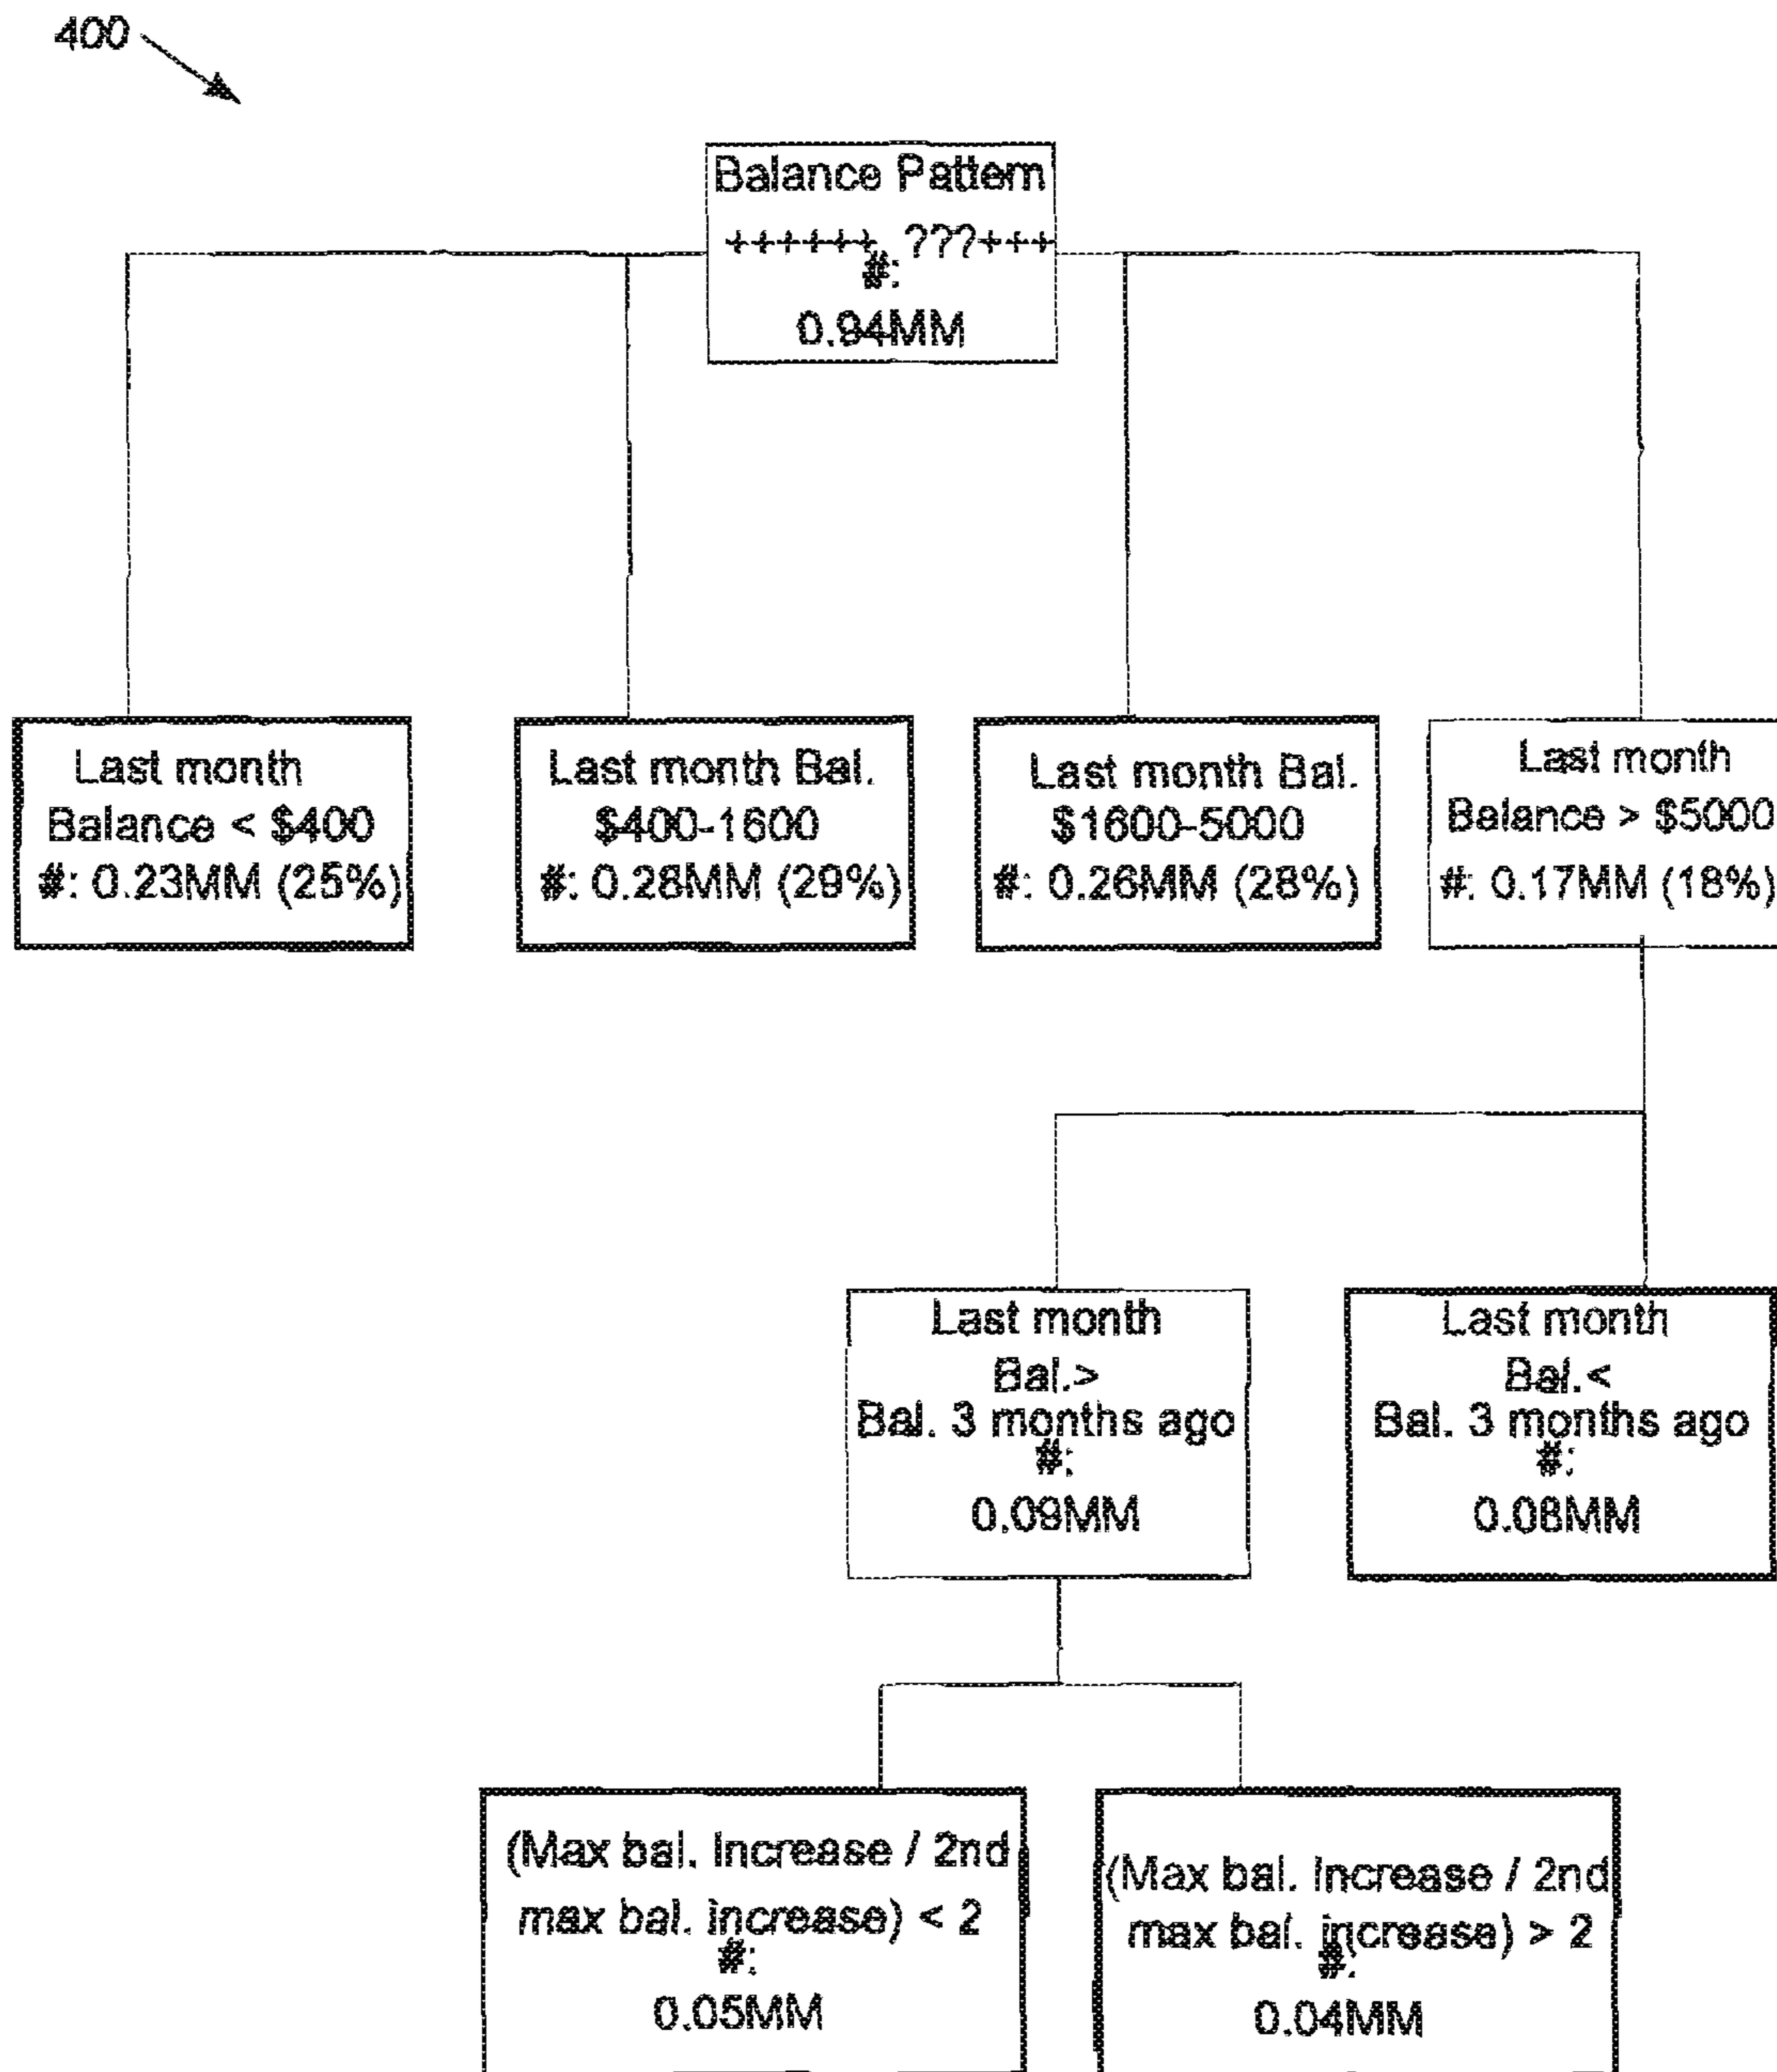 400
Balance Pattern
++++++, ???+++
#:
0.94MM
Last month
Balance < $400
#: 0.23MM (25%)
Last month Bal.
$400-1600
#: 0.28MM (29%)
Last month Bal.
$1600-5000
#: 0.26MM (28%)
Last month
Balance > $5000
#: 0.17MM (18%)
Last month
Bal.>
Bal. 3 months ago
#:
0.09MM
Last month
Bal.<
Bal. 3 months ago
#:
0.08MM
(Max bal. Increase / 2nd
max bal. increase) < 2
#:
0.05MM
(Max bal. Increase / 2nd
max bal. increase) > 2
#:
0.04MM